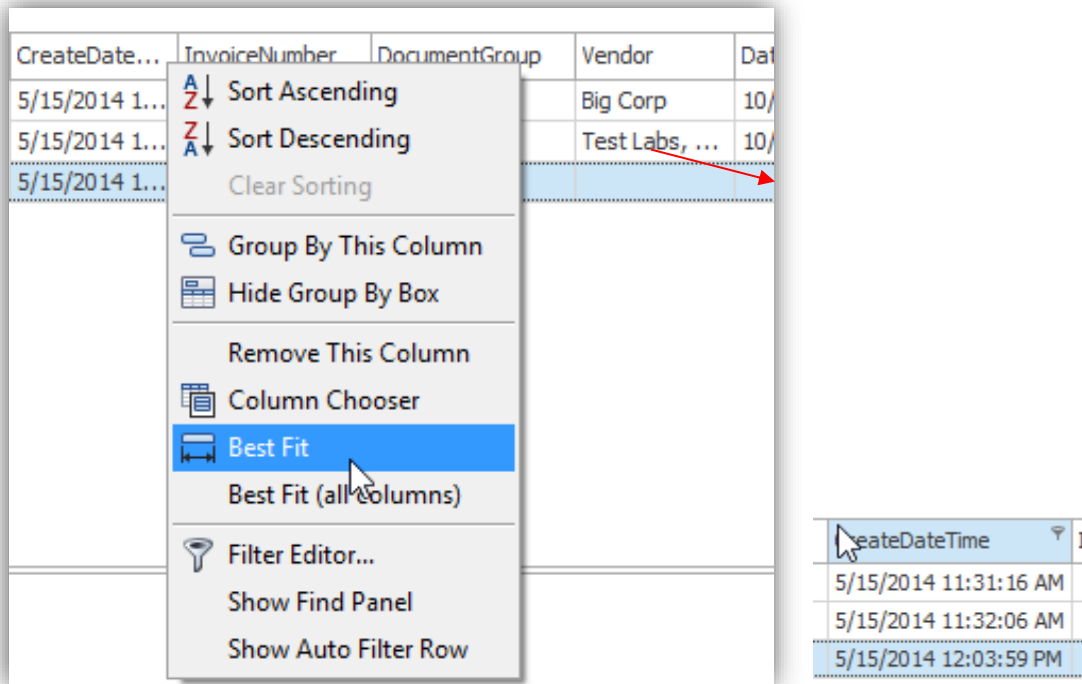 CreateDate... InvoiceNumber DocumentGroup Vendor Dat
5/15/2014 1... Big Corp 10/
5/15/2014 1... Test Labs, ... 10/
5/15/2014 1...
Sort Ascending
Sort Descending
Clear Sorting
Group By This Column
Hide Group By Box
Remove This Column
Column Chooser
Best Fit
Best Fit (all columns)
Filter Editor...
Show Find Panel
Show Auto Filter Row
CreateDateTime
5/15/2014 11:31:16 AM
5/15/2014 11:32:06 AM
5/15/2014 12:03:59 PM